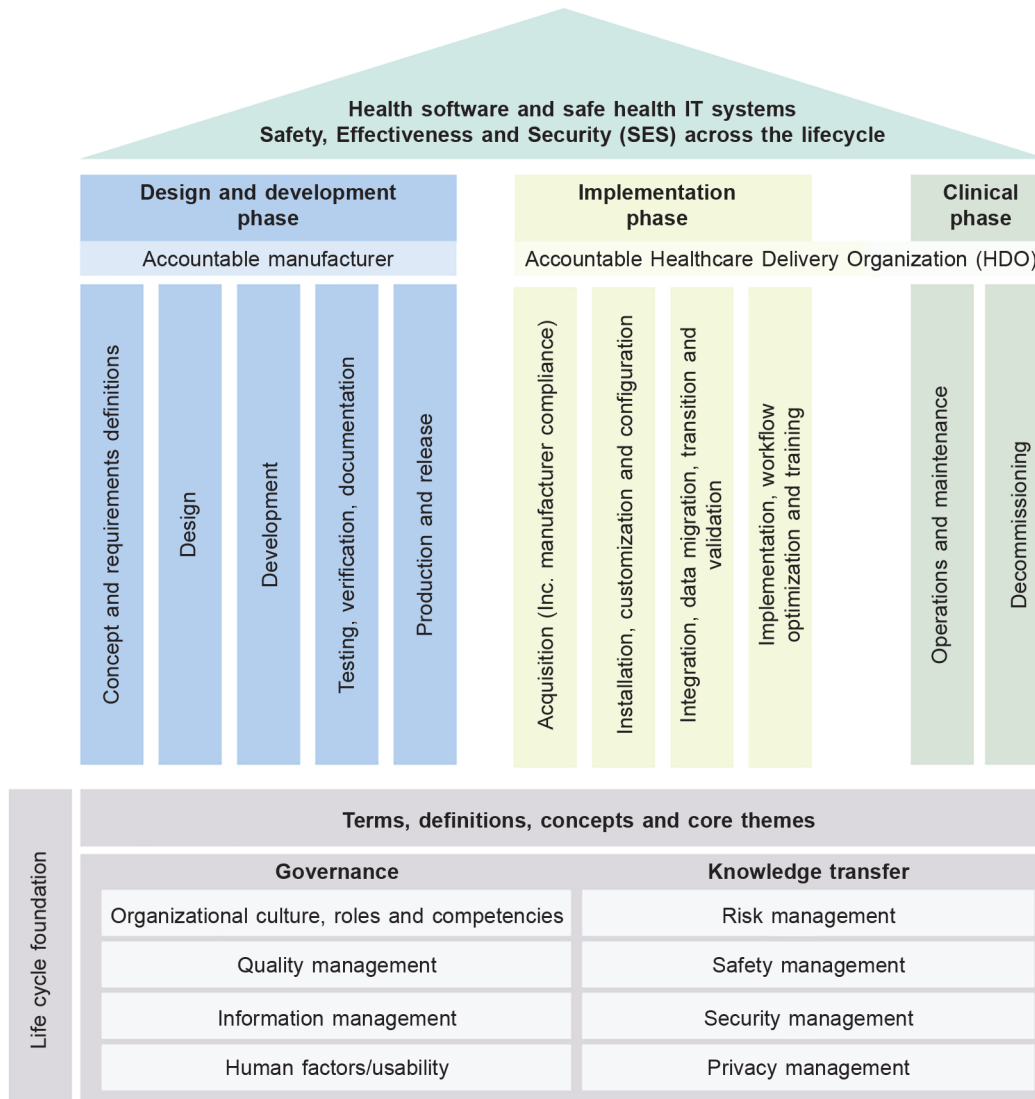 Health software and safe health IT systems
Safety, Effectiveness and Security (SES) across the lifecycle
Design and development
phase
Accountable manufacturer
Concept and requirements definitions
Design
Development
Testing, verification, documentation
Production and release
Implementation
phase
Clinical
phase
Accountable Healthcare Delivery Organization (HDO)
Acquisition (Inc. manufacturer compliance)
Installation, customization and configuration
Integration, data migration, transition and
validation
Implementation, workflow
optimization and training
Operations and maintenance
Decommissioning
Life cycle foundation
Terms, definitions, concepts and core themes
Governance
Organizational culture, roles and competencies
Quality management
Information management
Human factors/usability
Knowledge transfer
Risk management
Safety management
Security management
Privacy management